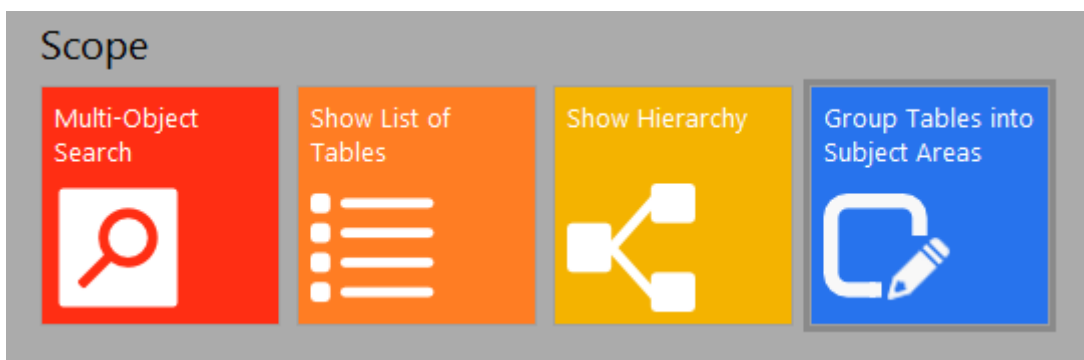 Scope
Multi-Object
Search
Show List of
Tables
Show Hierarchy
Group Tables into
Subject Areas